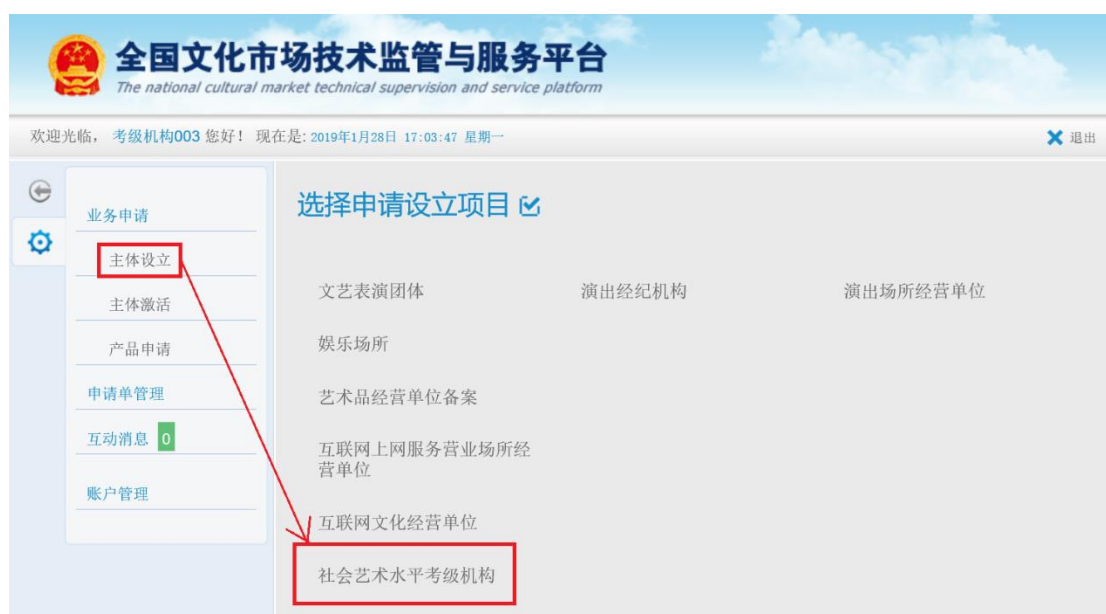 全国文化市场技术监管与服务平台
The national cultural market technical supervision and service platform
欢迎光临， 考级机构003 您好！ 现在是: 2019年1月28日 17:03:47 星期一
退出
业务申请
主体设立
主体激活
产品申请
申请单管理
互动消息 0
账户管理
选择申请设立项目
文艺表演团体 演出经纪机构 演出场所经营单位
娱乐场所
艺术品经营单位备案
互联网上网服务营业场所经
营单位
互联网文化经营单位
社会艺术水平考级机构